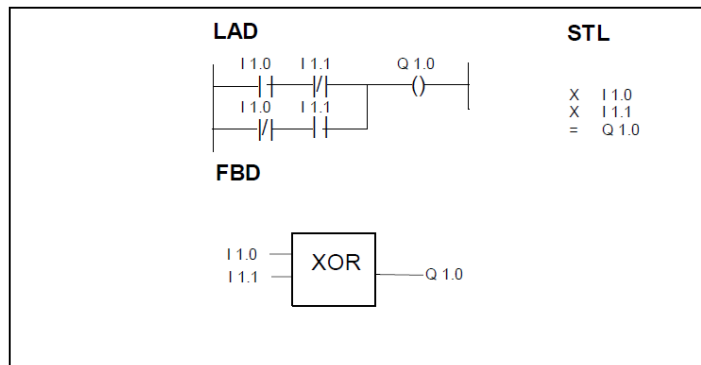 LAD
I 1.0 I 1.1 Q 1.0
I 1.0 I 1.1
STL
X I 1.0
X I 1.1
= Q 1.0
FBD
I 1.0
I 1.1
XOR
Q 1.0